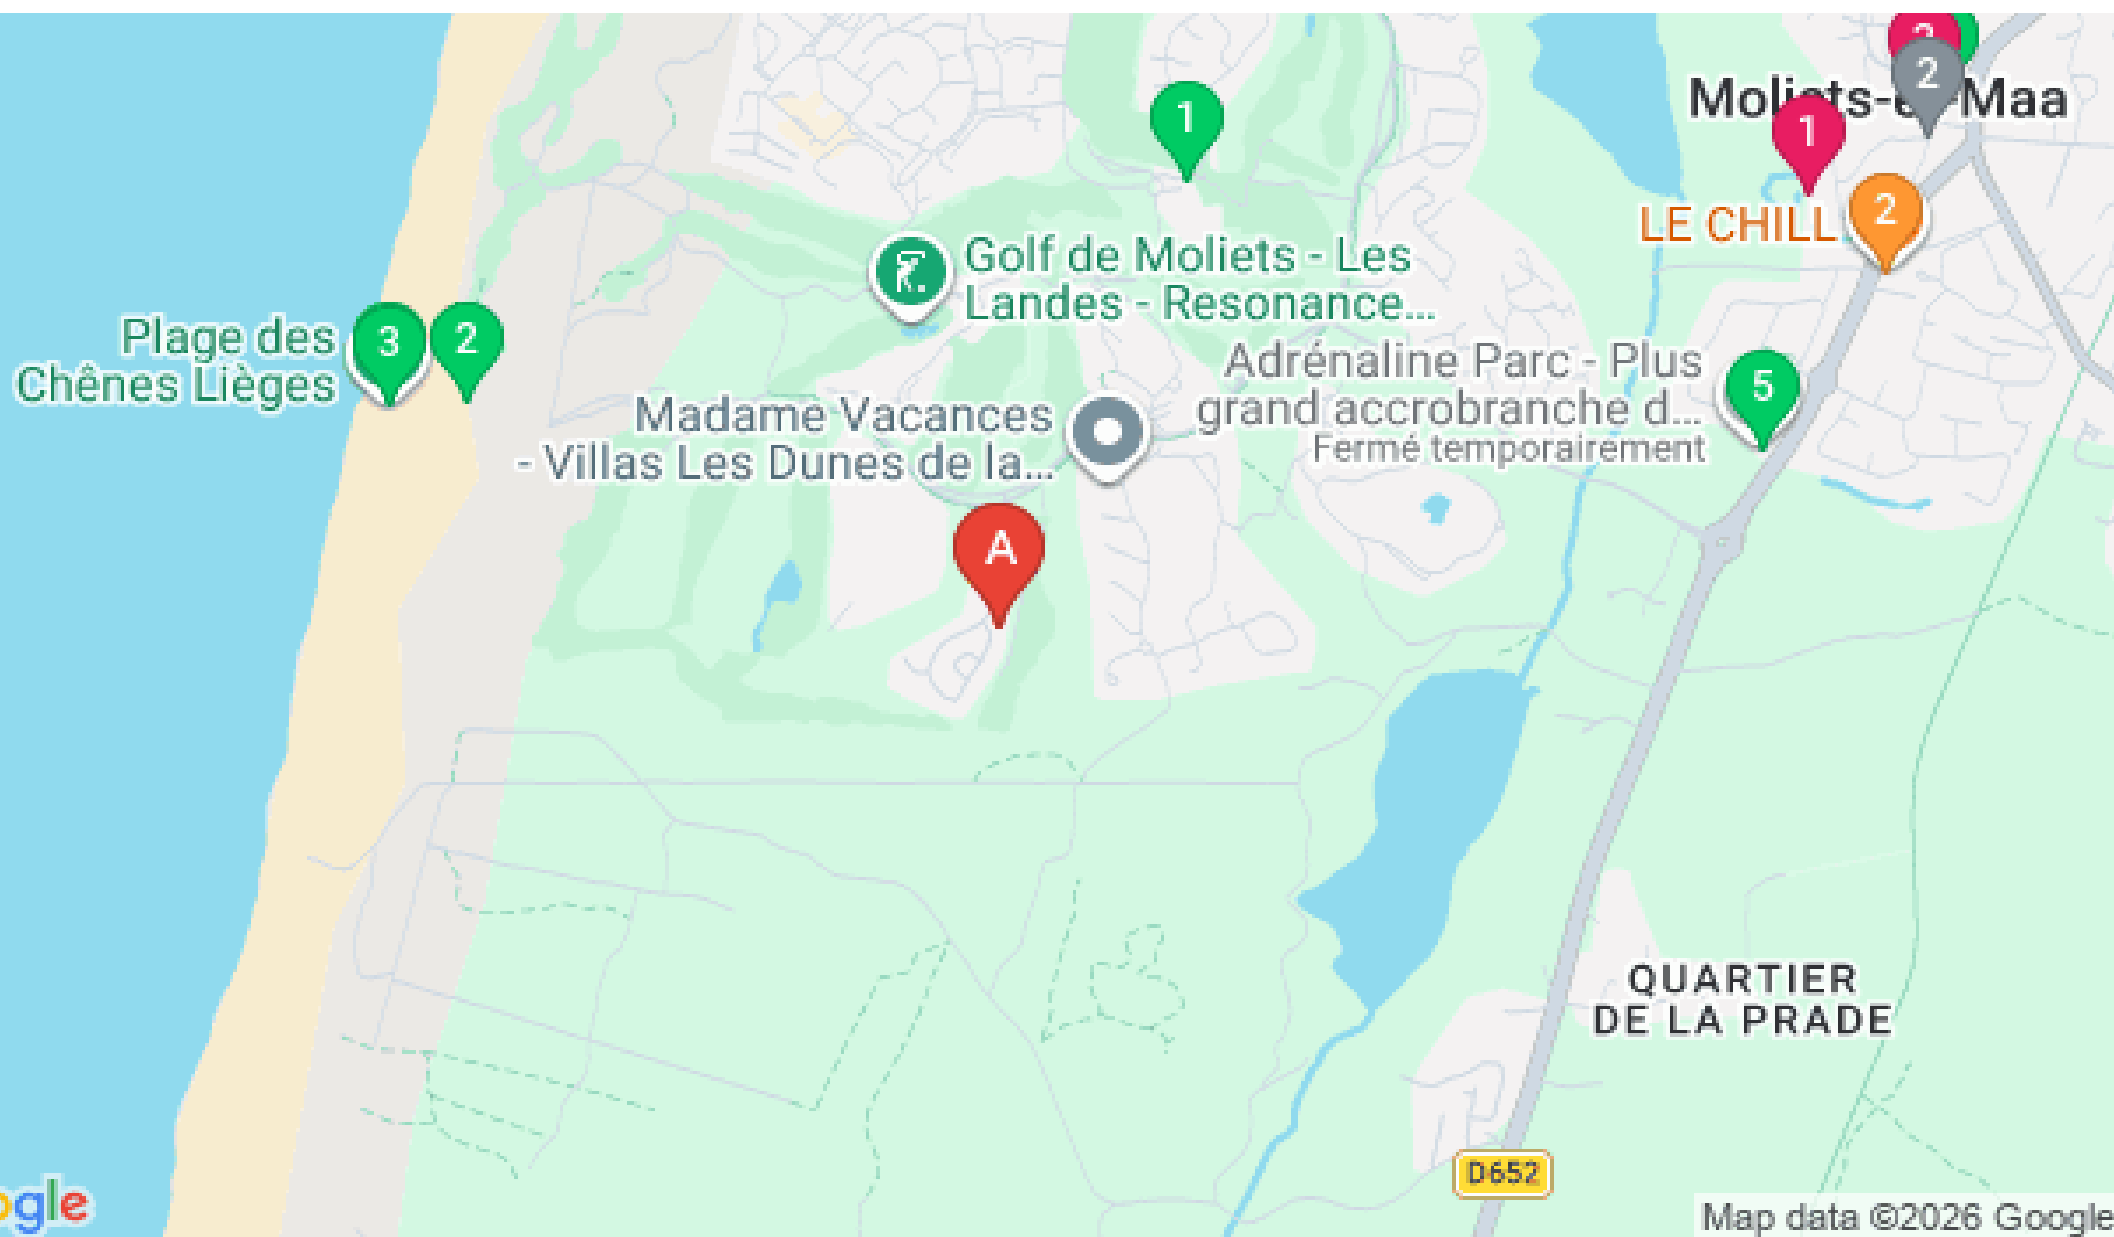 2
2
Moliets-et-Maa
1
1
LE CHILL
2
Golf de Moliets - Les
Landes - Resonance...
Plage des
Chênes Lièges
3
2
Adrénaline Parc - Plus
grand accrobranche d...
Fermé temporairement
5
Madame Vacances
- Villas Les Dunes de la...
A
QUARTIER
DE LA PRADE
D652
ogle
Map data ©2026 Google